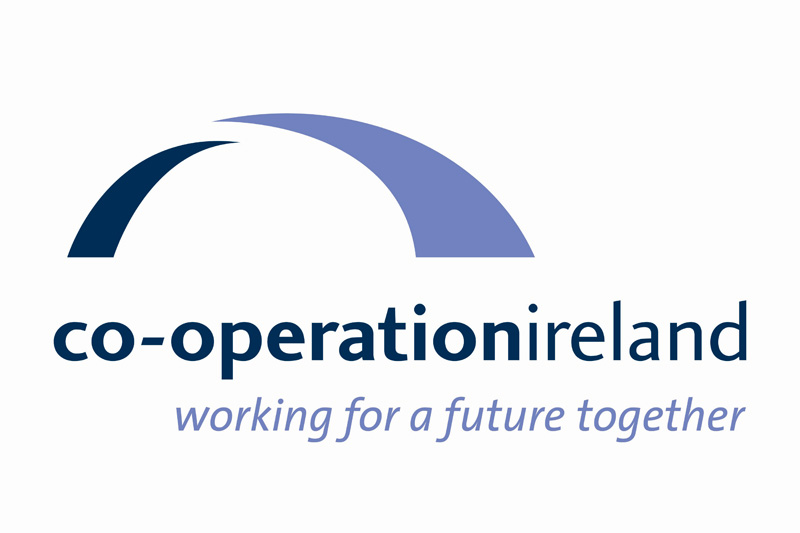 co-operationireland
working for a future together